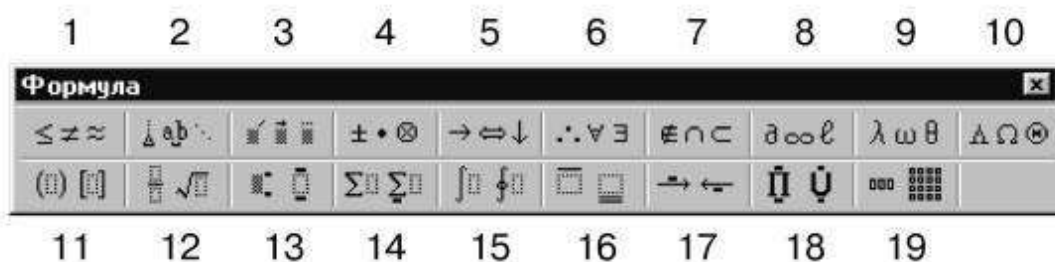 1 2 3 4 5 6 7 8 9 10
Формула
≤ ≠ ≈ a͎b ⋱ ± • ⊗ → ⇔ ↓ ∴ ∀ ∃ ∉ ∩ ⊂ ∂ ∞ ℓ λ ω θ Λ Ω Θ
( ) [ ] √ Σ Σ ∫ ∮ → ← Π Ų
11 12 13 14 15 16 17 18 19